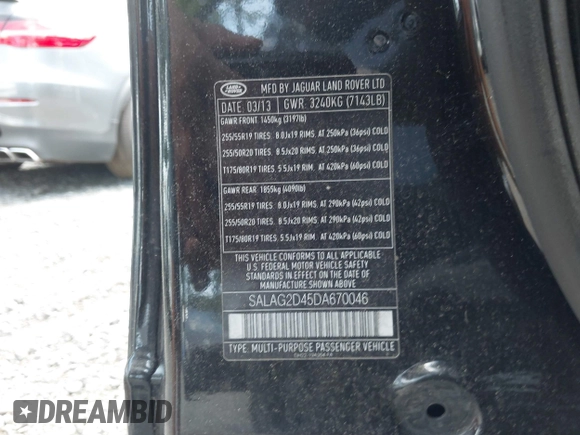 LAND ROVER
MFD BY JAGUAR LAND ROVER LTD
DATE: 03/13 GWR: 3240KG (7143LB)
GAWR FRONT 1450kg (3197lb)
255/55R19 TIRES 8.0Jx19 RIMS, AT 250kPa (36psi) COLD
255/50R20 TIRES 8.5Jx20 RIMS, AT 250kPa (36psi) COLD
T175/80R19 TIRES 5.5Jx19 RIM, AT 420kPa (60psi) COLD
GAWR REAR 1855kg (4090lb)
255/55R19 TIRES 8.0Jx19 RIMS, AT 290kPa (42psi) COLD
255/50R20 TIRES 8.5Jx20 RIMS, AT 290kPa (42psi) COLD
T175/80R19 TIRES 5.5Jx19 RIM, AT 420kPa (60psi) COLD
THIS VEHICLE CONFORMS TO ALL APPLICABLE
U.S. FEDERAL MOTOR VEHICLE SAFETY
STANDARDS IN EFFECT ON THE DATE OF
MANUFACTURE SHOWN ABOVE
SALAG2D45DA670046
TYPE: MULTI-PURPOSE PASSENGER VEHICLE
DREAMBID